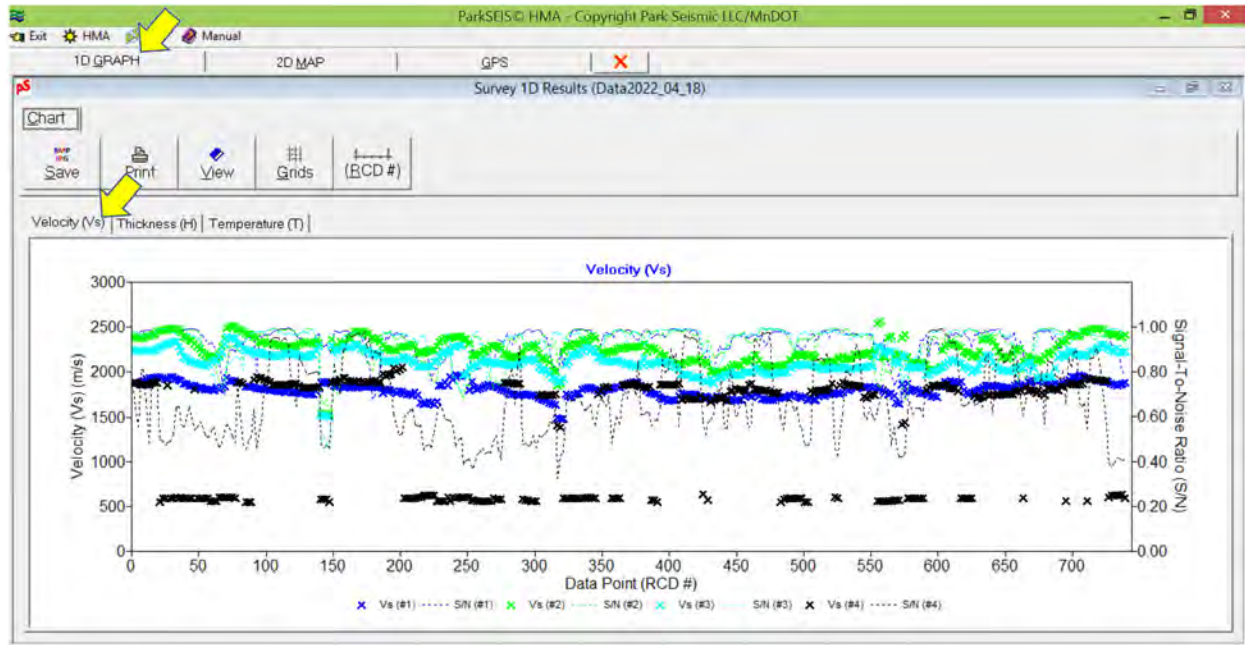 ParkSEIS© HMA - Copyright Park Seismic LLC/MnDOT
Exit HMA Manual
1D GRAPH 2D MAP GPS
pS Survey 1D Results (Data2022_04_18)
Chart
BMP
JPG
Save Print View Grids (RCD #)
Velocity (Vs) Thickness (H) Temperature (T)
Velocity (Vs)
Velocity (Vs) (m/s)
3000
2500
2000
1500
1000
500
0
1.00
0.80
0.60
0.40
0.20
0.00
Signal-To-Noise Ratio (S/N)
0 50 100 150 200 250 300 350 400 450 500 550 600 650 700
Data Point (RCD #)
Vs (#1) S/N (#1) Vs (#2) S/N (#2) Vs (#3) S/N (#3) Vs (#4) S/N (#4)